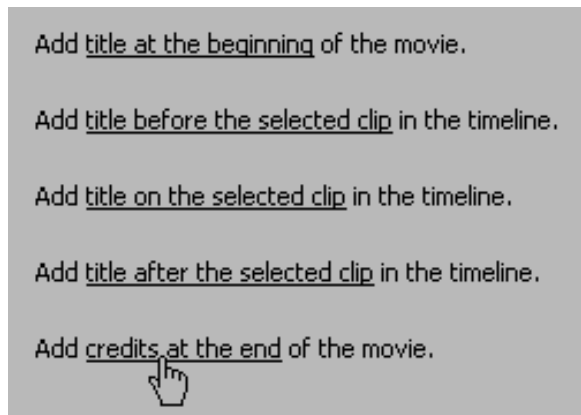 Add title at the beginning of the movie.
Add title before the selected clip in the timeline.
Add title on the selected clip in the timeline.
Add title after the selected clip in the timeline.
Add credits at the end of the movie.